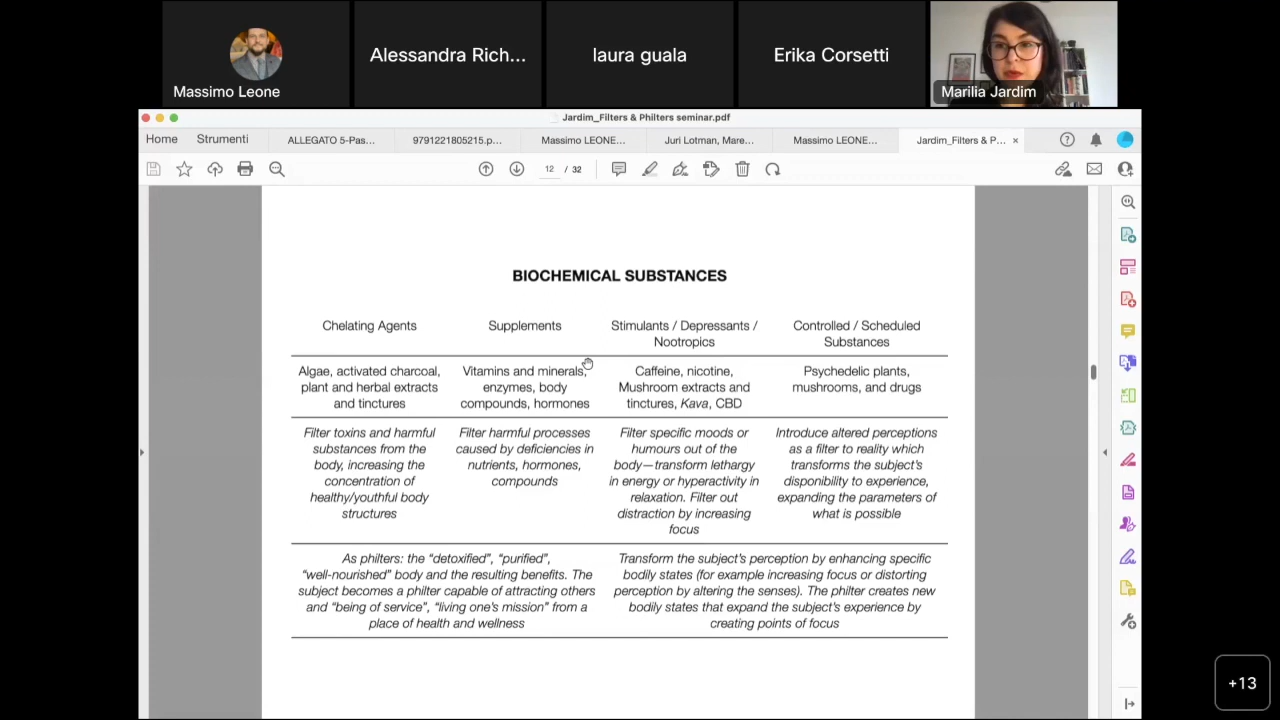 Massimo Leone
Alessandra Rich...
laura guala
Erika Corsetti
Marilia Jardim
Jardim_Filters & Philters seminar.pdf
Home Strumenti ALLEGATO 5-Pas... 9791221805215.p... Massimo LEONE... Juri Lotman, Mare... Massimo LEONE... Jardim_Filters & P... ×
12 / 32
BIOCHEMICAL SUBSTANCES
Chelating Agents
Supplements
Stimulants / Depressants /
Nootropics
Controlled / Scheduled
Substances
Algae, activated charcoal,
plant and herbal extracts
and tinctures
Vitamins and minerals,
enzymes, body
compounds, hormones
Caffeine, nicotine,
Mushroom extracts and
tinctures, Kava, CBD
Psychedelic plants,
mushrooms, and drugs
Filter toxins and harmful
substances from the
body, increasing the
concentration of
healthy/youthful body
structures
Filter harmful processes
caused by deficiencies in
nutrients, hormones,
compounds
Filter specific moods or
humours out of the
body—transform lethargy
in energy or hyperactivity in
relaxation. Filter out
distraction by increasing
focus
Introduce altered perceptions
as a filter to reality which
transforms the subject's
disponibility to experience,
expanding the parameters of
what is possible
As philters: the “detoxified”, “purified”,
“well-nourished” body and the resulting benefits. The
subject becomes a philter capable of attracting others
and “being of service”, “living one's mission” from a
place of health and wellness
Transform the subject's perception by enhancing specific
bodily states (for example increasing focus or distorting
perception by altering the senses). The philter creates new
bodily states that expand the subject's experience by
creating points of focus
+13